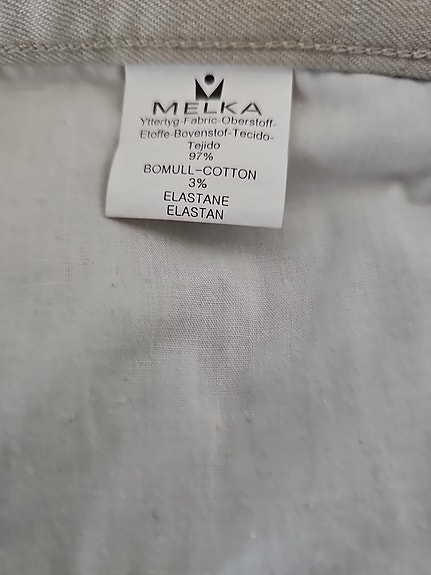 MELKA
Yttertyg-Fabric-Oberstoff-
Etoffe-Bovenstof-Tecido-
Tejido
97%
BOMULL-COTTON
3%
ELASTANE
ELASTAN